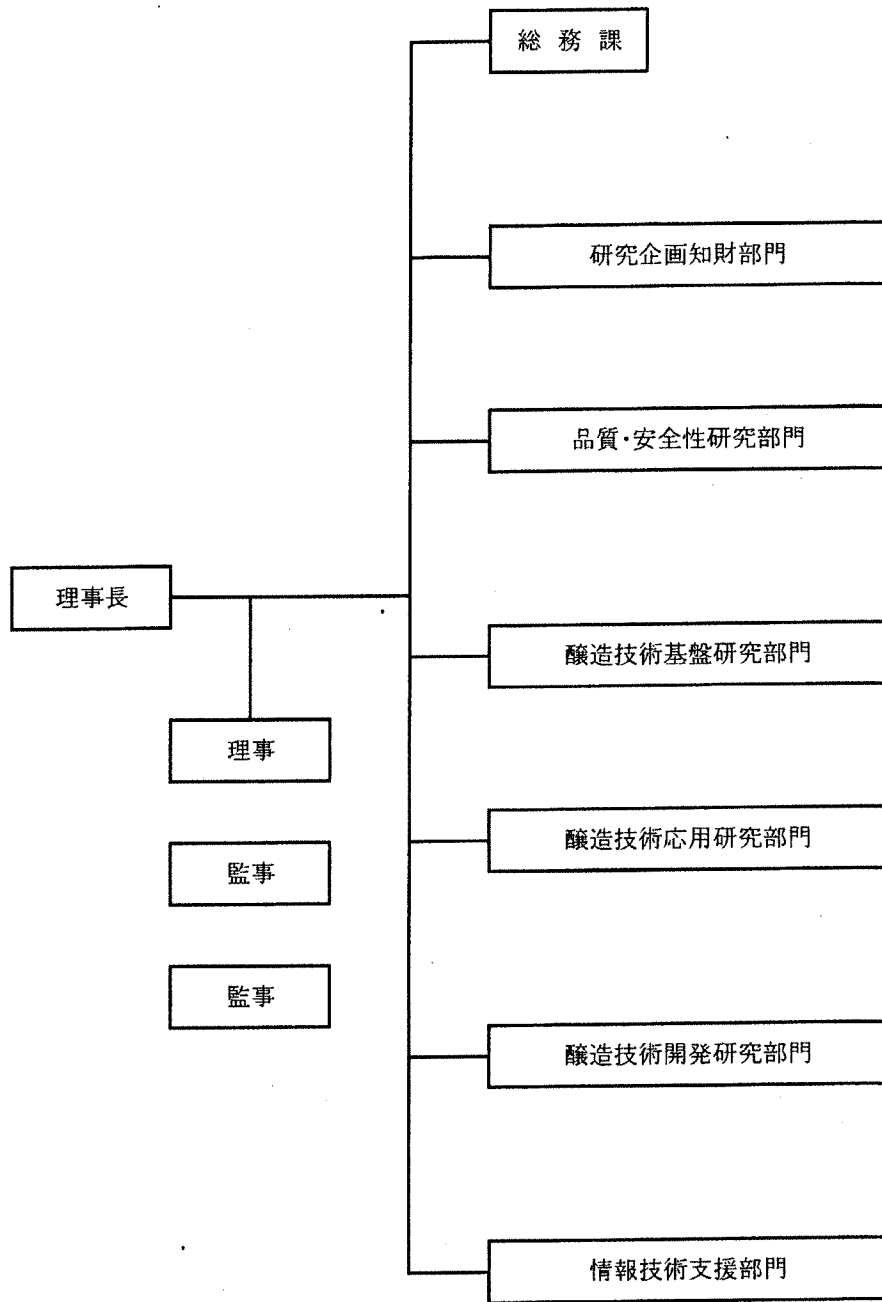 総務課
研究企画知財部門
品質・安全性研究部門
理事長
醸造技術基盤研究部門
理事
醸造技術応用研究部門
監事
監事
醸造技術開発研究部門
情報技術支援部門